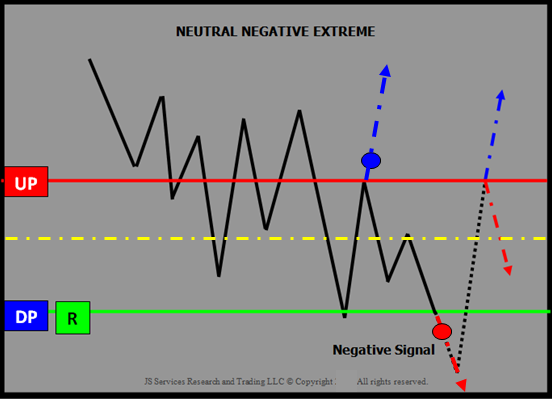 NEUTRAL NEGATIVE EXTREME
UP
DP
R
Negative Signal
JS Services Research and Trading LLC © Copyright . All rights reserved.